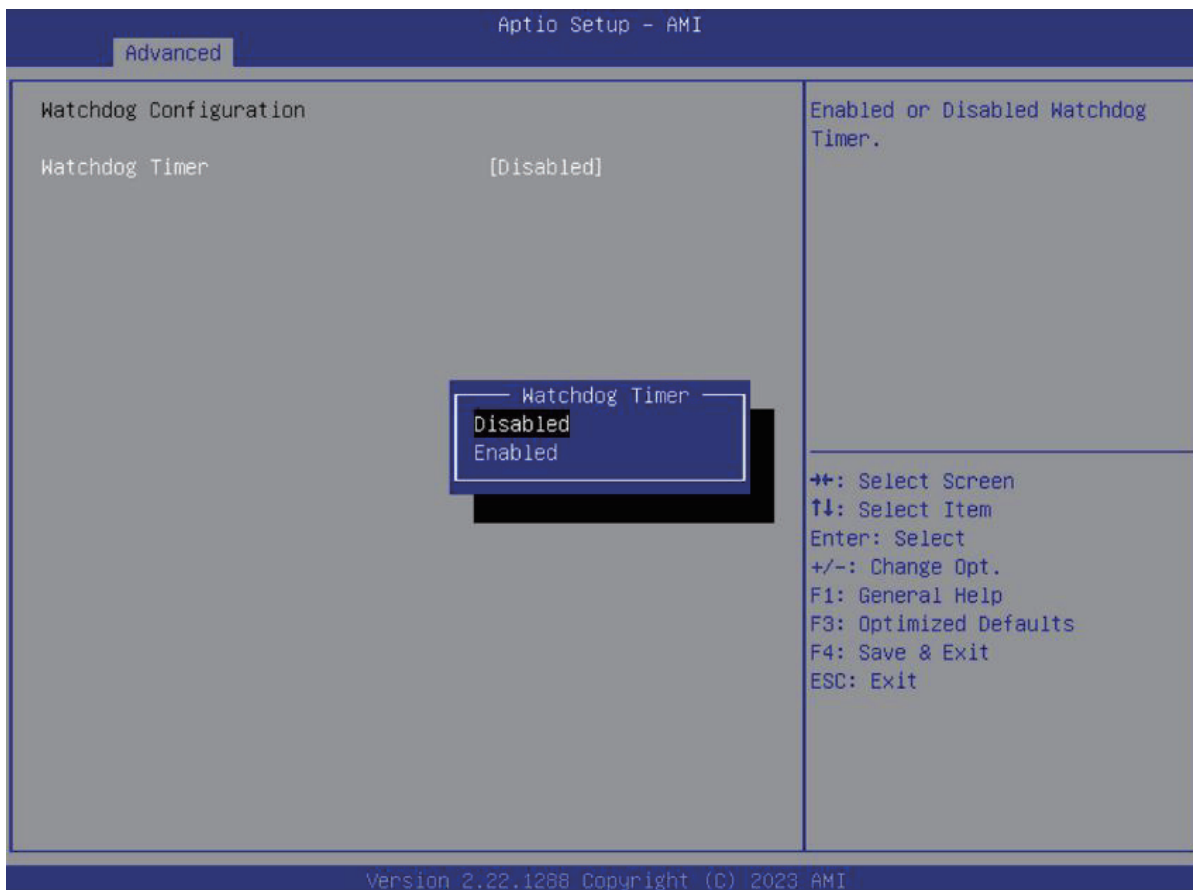 Aptio Setup – AMI
Advanced
Watchdog Configuration
Watchdog Timer [Disabled]
Enabled or Disabled Watchdog
Timer.
Watchdog Timer
Disabled
Enabled
→←: Select Screen
↑↓: Select Item
Enter: Select
+/-: Change Opt.
F1: General Help
F3: Optimized Defaults
F4: Save & Exit
ESC: Exit
Version 2.22.1288 Copyright (C) 2023 AMI